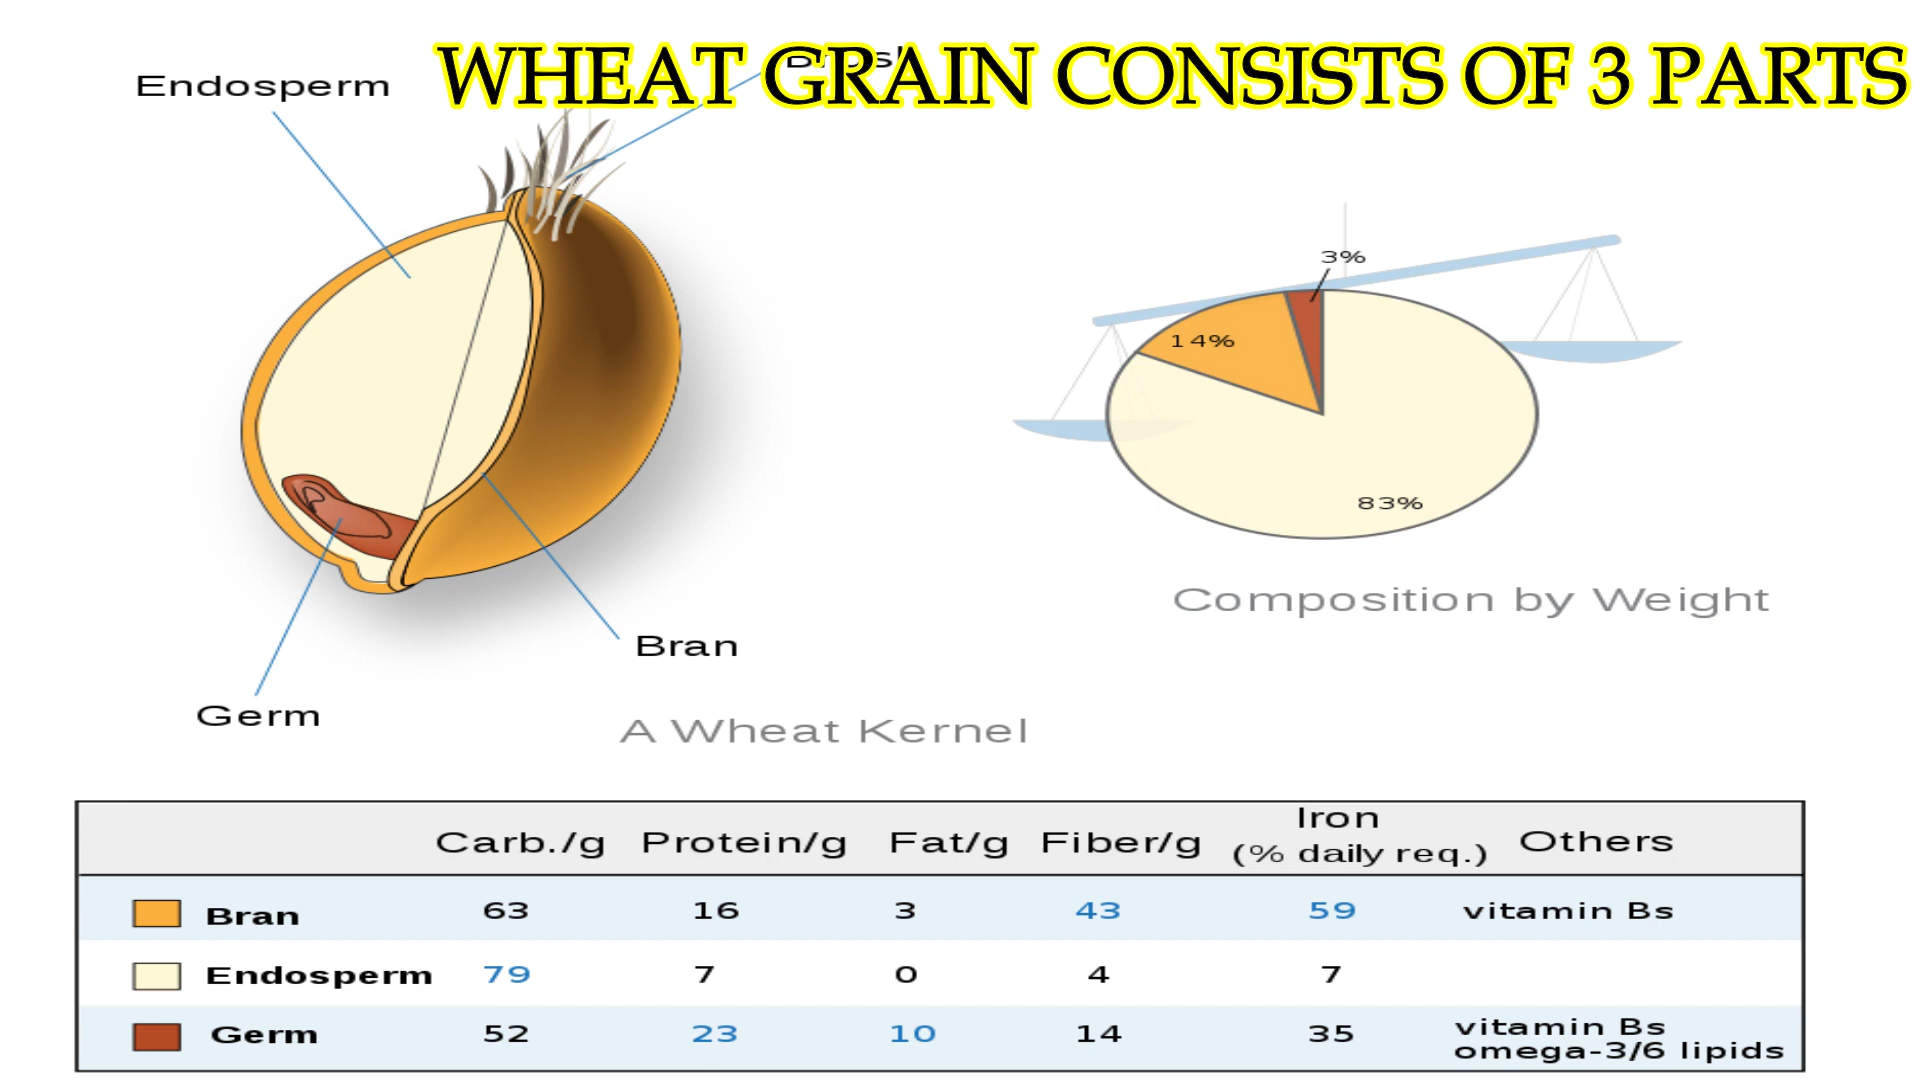 WHEAT GRAIN CONSISTS OF 3 PARTS
Endosperm
3%
14%
83%
Composition by Weight
Bran
Germ
A Wheat Kernel
Carb./g Protein/g Fat/g Fiber/g Iron (% daily req.) Others
Bran 63 16 3 43 59 vitamin Bs
Endosperm 79 7 0 4 7
Germ 52 23 10 14 35 vitamin Bs
omega-3/6 lipids